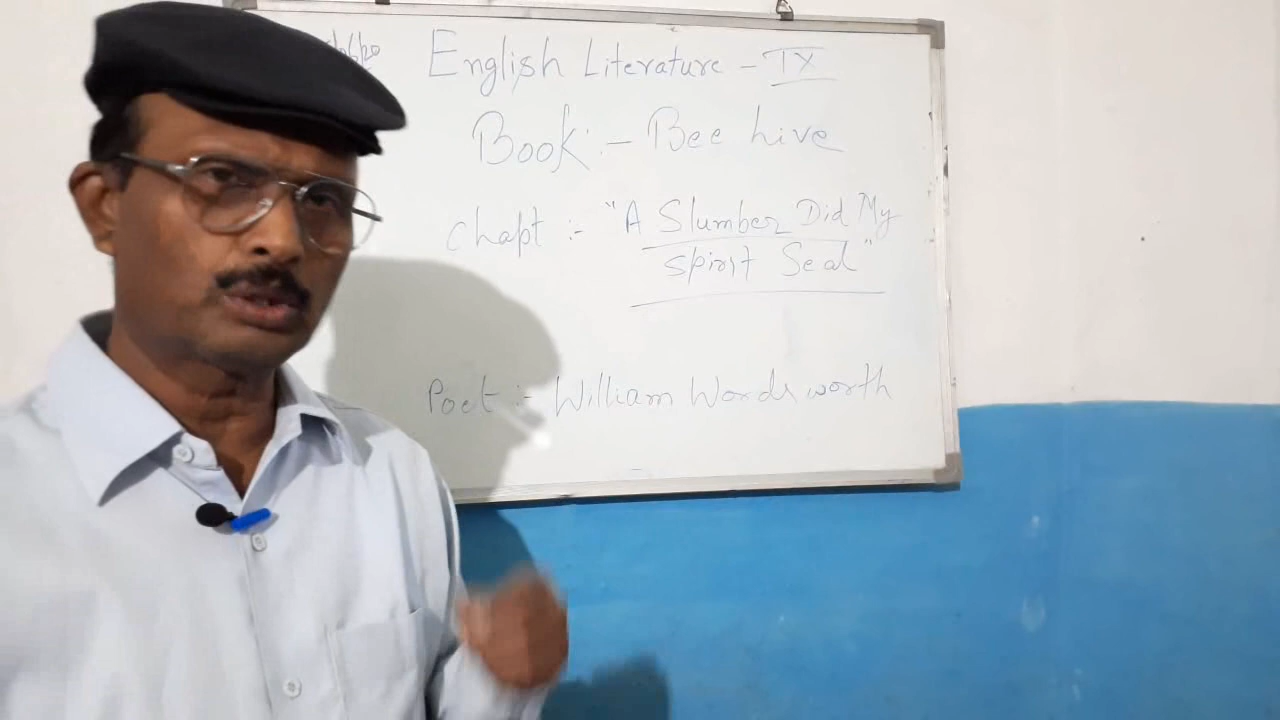 English Literature - IX
Book :- Bee hive
Chapt :- "A Slumber Did My
Spirit Seal"
Poet :- William Wordsworth